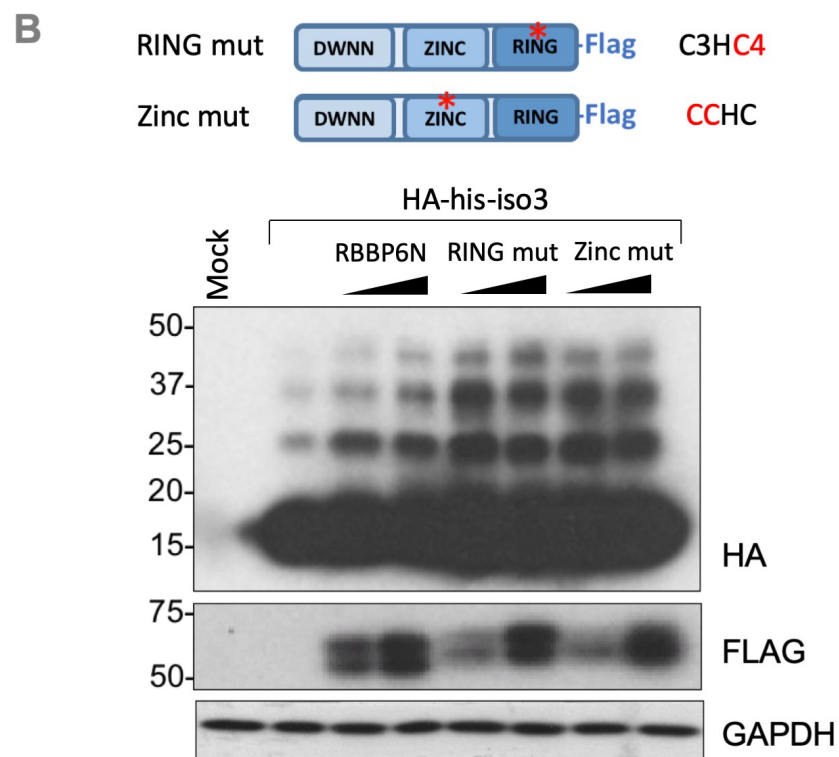 B
RING mut DWNN ZINC RING -Flag C3HC4
Zinc mut DWNN ZINC RING -Flag CCHC
HA-his-iso3
Mock RBBP6N RING mut Zinc mut
50-
37-
25-
20-
15-
HA
75-
FLAG
50-
GAPDH